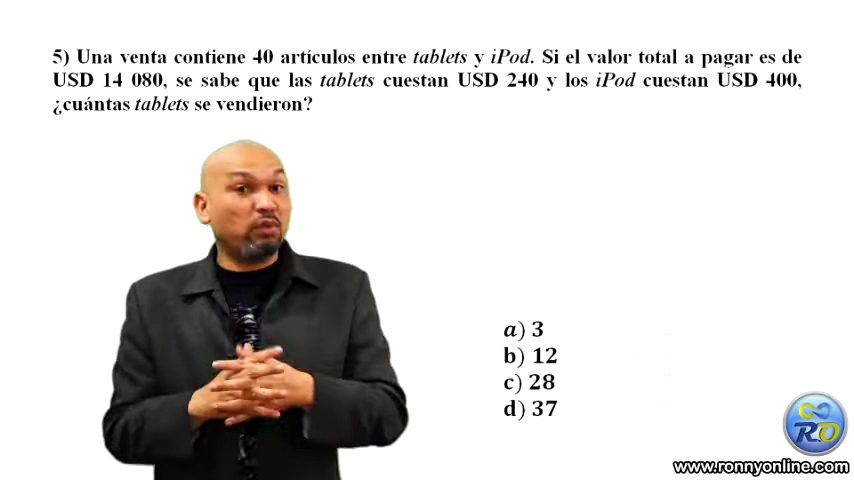 5) Una venta contiene 40 artículos entre tablets y iPod. Si el valor total a pagar es de
USD 14 080, se sabe que las tablets cuestan USD 240 y los iPod cuestan USD 400,
¿cuántas tablets se vendieron?
a) 3
b) 12
c) 28
d) 37
RD
www.ronnyonline.com